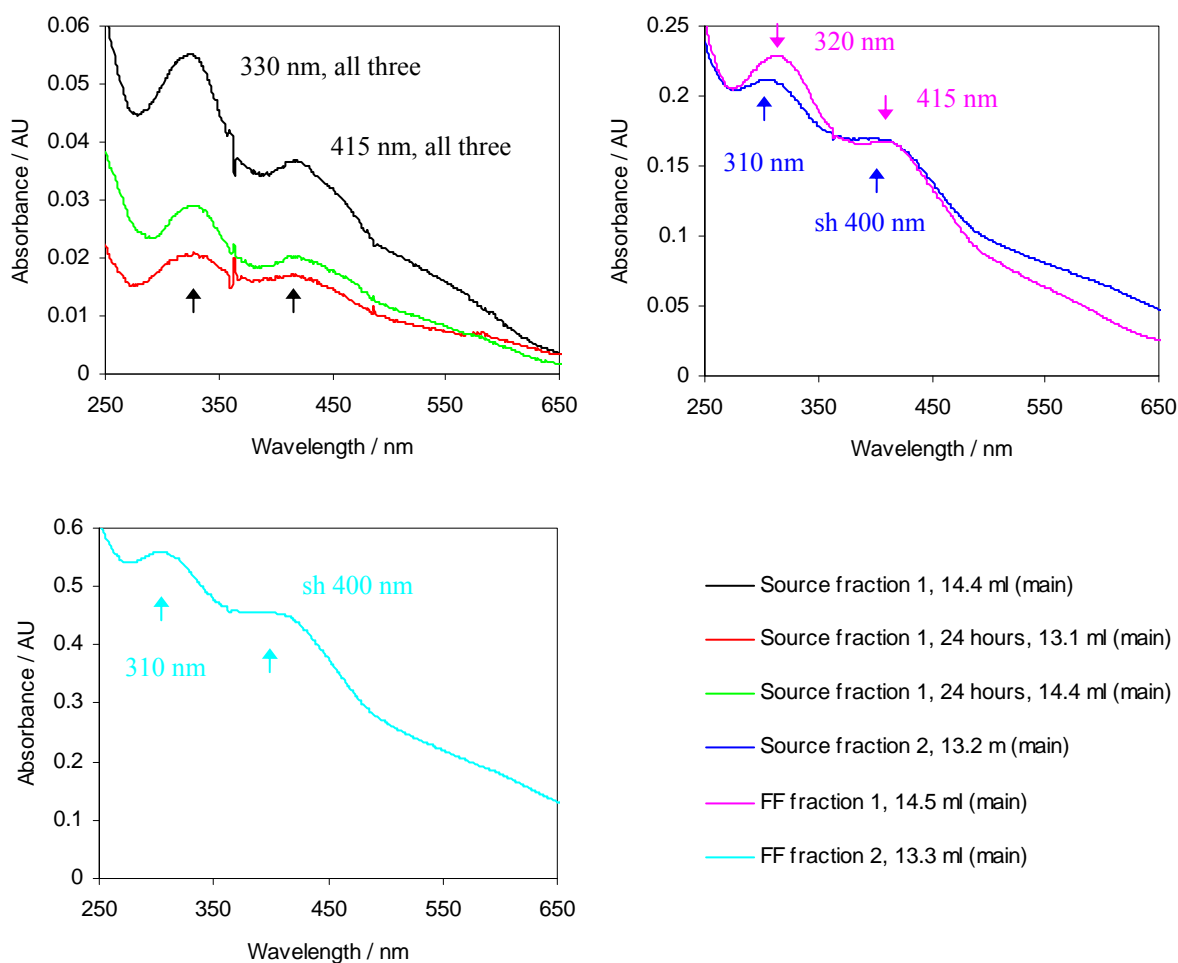 0.06
0.05
0.04
0.03
0.02
0.01
0
Absorbance / AU
330 nm, all three
415 nm, all three
250 350 450 550 650
Wavelength / nm
0.25
0.2
0.15
0.1
0.05
0
Absorbance / AU
320 nm
415 nm
310 nm
sh 400 nm
250 350 450 550 650
Wavelength / nm
0.6
0.5
0.4
0.3
0.2
0.1
0
Absorbance / AU
sh 400 nm
310 nm
250 350 450 550 650
Wavelength / nm
Source fraction 1, 14.4 ml (main)
Source fraction 1, 24 hours, 13.1 ml (main)
Source fraction 1, 24 hours, 14.4 ml (main)
Source fraction 2, 13.2 m (main)
FF fraction 1, 14.5 ml (main)
FF fraction 2, 13.3 ml (main)